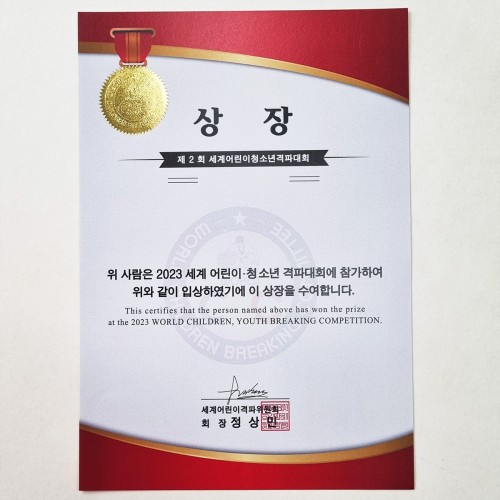 상 장
제 2 회 세계어린이청소년격파대회
위 사람은 2023 세계 어린이·청소년 격파대회에 참가하여
위와 같이 입상하였기에 이 상장을 수여합니다.
This certifies that the person named above has won the prize
at the 2023 WORLD CHILDREN, YOUTH BREAKING COMPETITION.
세계어린이격파위원회
회 장 정 상 민